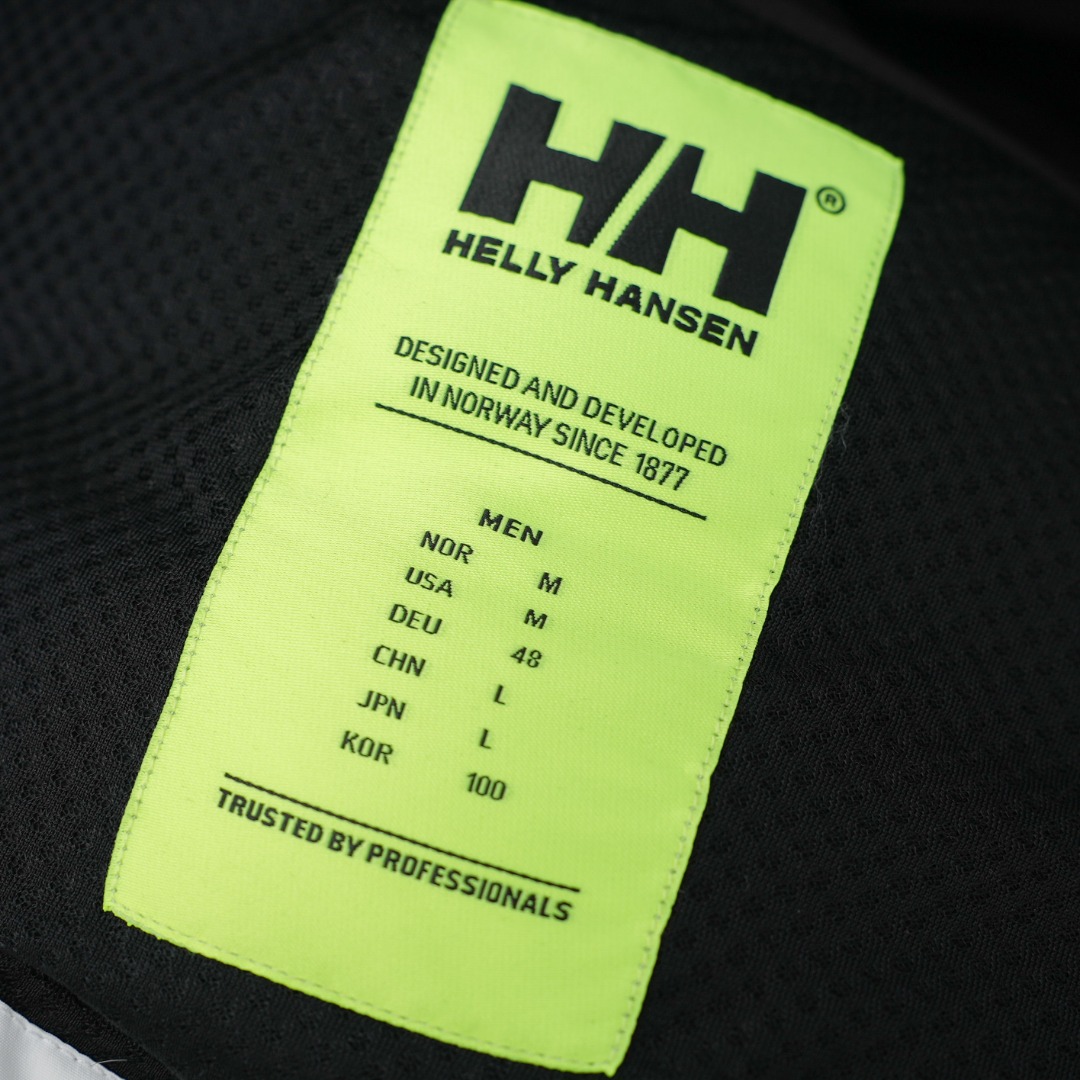 HH®
HELLY HANSEN
DESIGNED AND DEVELOPED
IN NORWAY SINCE 1877
MEN
NOR M
USA M
DEU 48
CHN L
JPN L
KOR 100
TRUSTED BY PROFESSIONALS